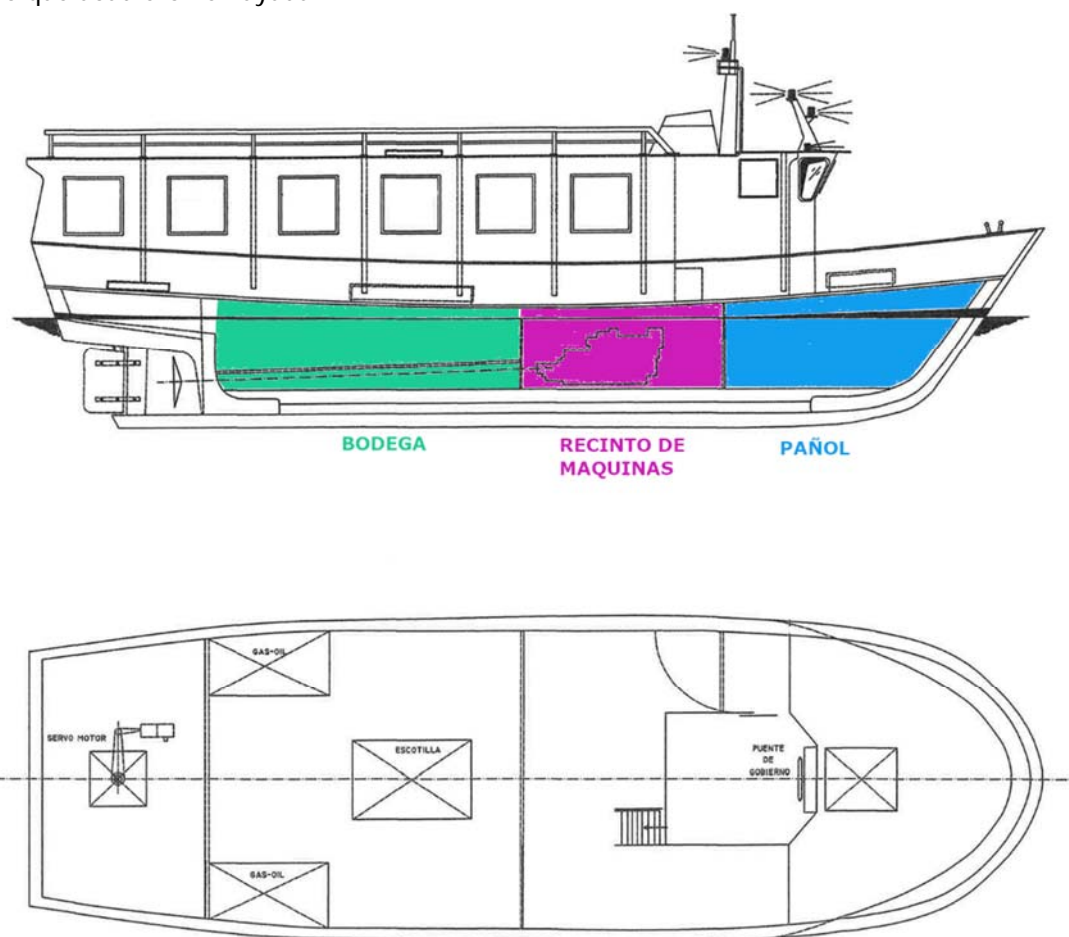 BODEGA
RECINTO DE
MAQUINAS
PAÑOL
GAS-OIL
SERVO MOTOR
ESCOTILLA
PUENTE
DE
GOBIERNO
GAS-OIL